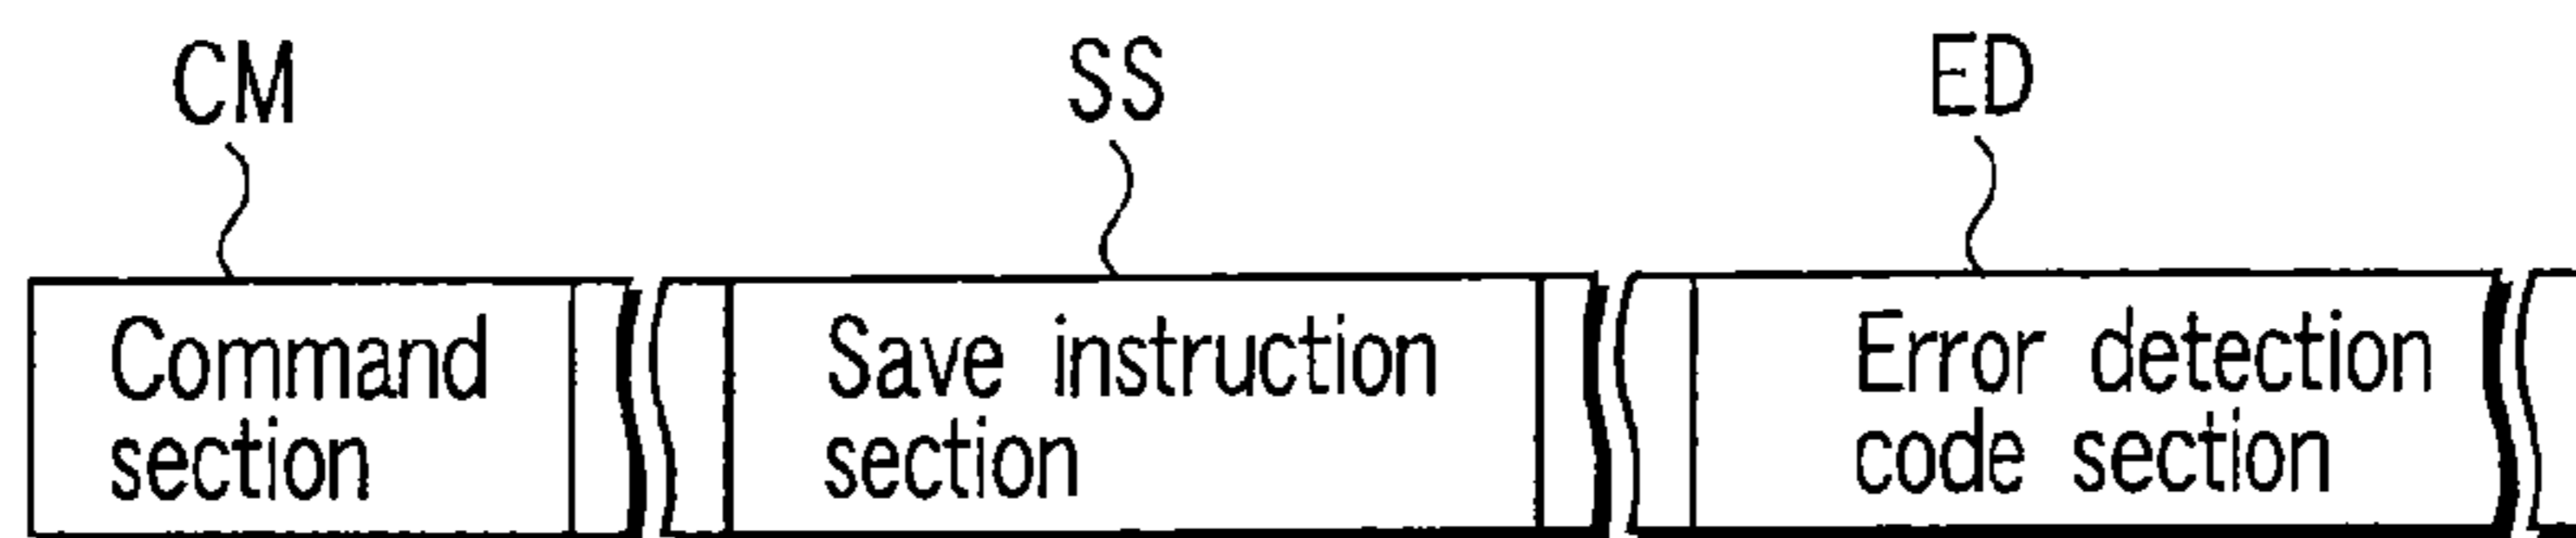 CM
SS
ED
Command
section
Save instruction
section
Error detection
code section